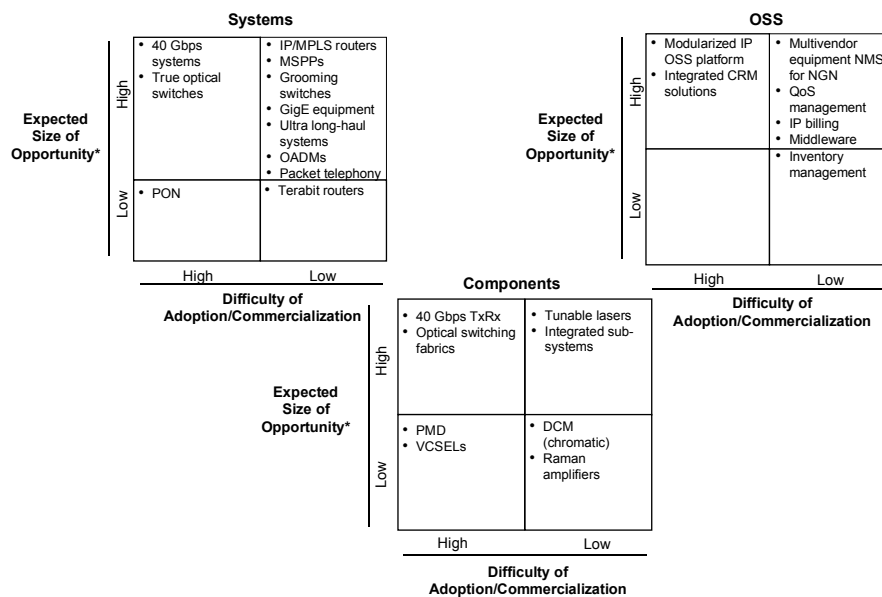 Systems
Expected
Size of
Opportunity*
High
Low
• 40 Gbps
systems
• True optical
switches
• IP/MPLS routers
• MSPPs
• Grooming
switches
• GigE equipment
• Ultra long-haul
systems
• OADMs
• Packet telephony
• PON
• Terabit routers
High
Low
Difficulty of
Adoption/Commercialization
OSS
Expected
Size of
Opportunity*
High
Low
• Modularized IP
OSS platform
• Integrated CRM
solutions
• Multivendor
equipment NMS
for NGN
• QoS
management
• IP billing
• Middleware
• Inventory
management
High
Low
Difficulty of
Adoption/Commercialization
Components
Expected
Size of
Opportunity*
High
Low
• 40 Gbps TxRx
• Optical switching
fabrics
• Tunable lasers
• Integrated sub-
systems
• PMD
• VCSELs
• DCM
(chromatic)
• Raman
amplifiers
High
Low
Difficulty of
Adoption/Commercialization